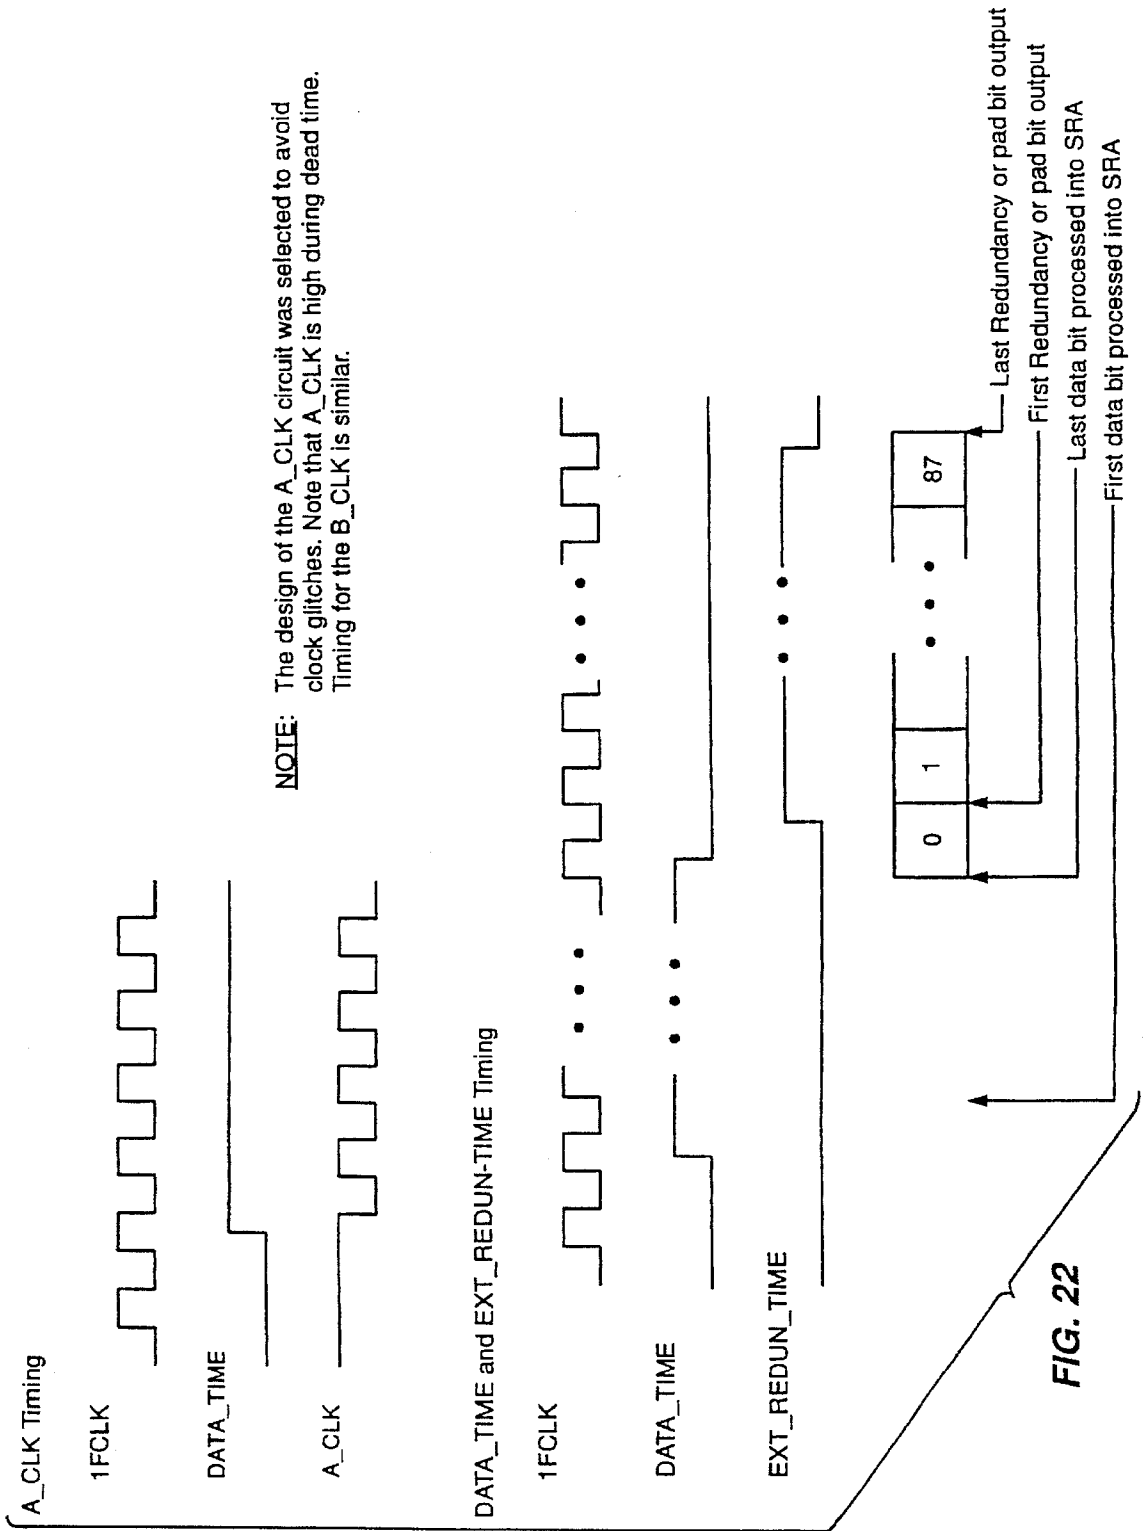 A_CLK Timing
1FCLK
DATA_TIME
A_CLK
NOTE: The design of the A_CLK circuit was selected to avoid
clock glitches. Note that A_CLK is high during dead time.
Timing for the B_CLK is similar.
DATA_TIME and EXT_REDUN-TIME Timing
1FCLK
DATA_TIME
EXT_REDUN_TIME
0 1 87
Last Redundancy or pad bit output
First Redundancy or pad bit output
Last data bit processed into SRA
First data bit processed into SRA
FIG. 22